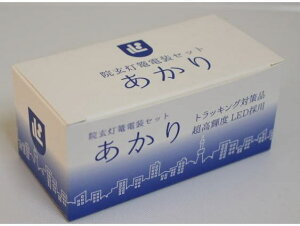 院玄灯篭電装セット
あかり
院玄灯篭電装セット
あかり
トラッキング対策品
超高輝度LED採用